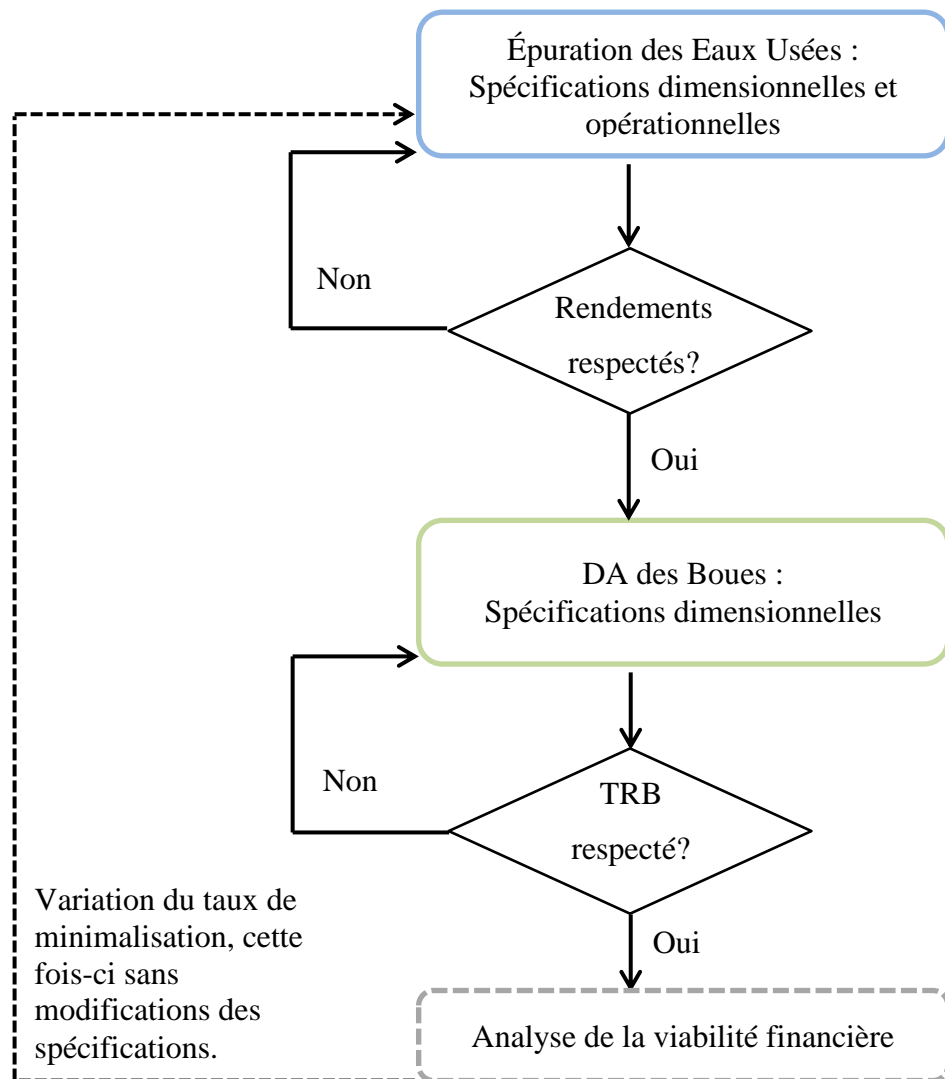 Épuration des Eaux Usées :
Spécifications dimensionnelles et
opérationnelles
Non
Rendements
respectés?
Oui
DA des Boues :
Spécifications dimensionnelles
Non
TRB
respecté?
Oui
Variation du taux de
minimalisation, cette
fois-ci sans
modifications des
spécifications.
Analyse de la viabilité financière